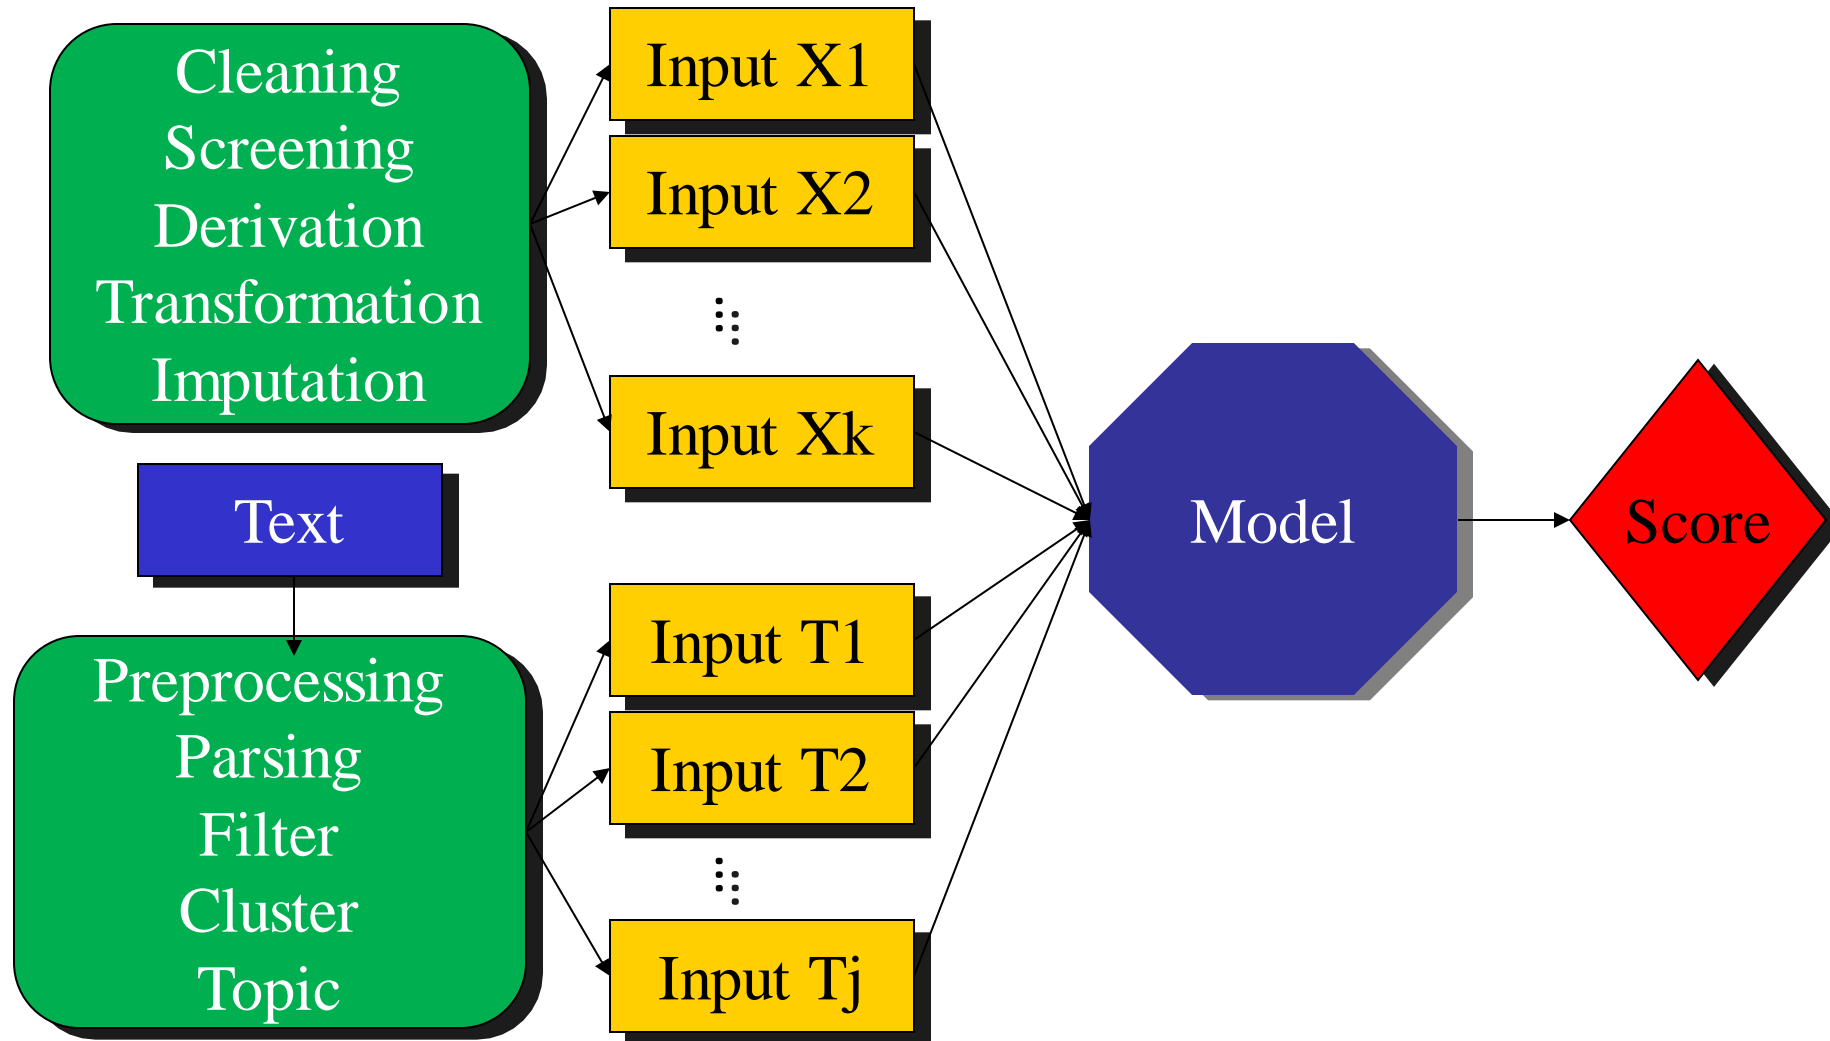 Cleaning
Screening
Derivation
Transformation
Imputation
Text
Preprocessing
Parsing
Filter
Cluster
Topic
Input X1
Input X2
Input Xk
Input T1
Input T2
Input Tj
Model
Score